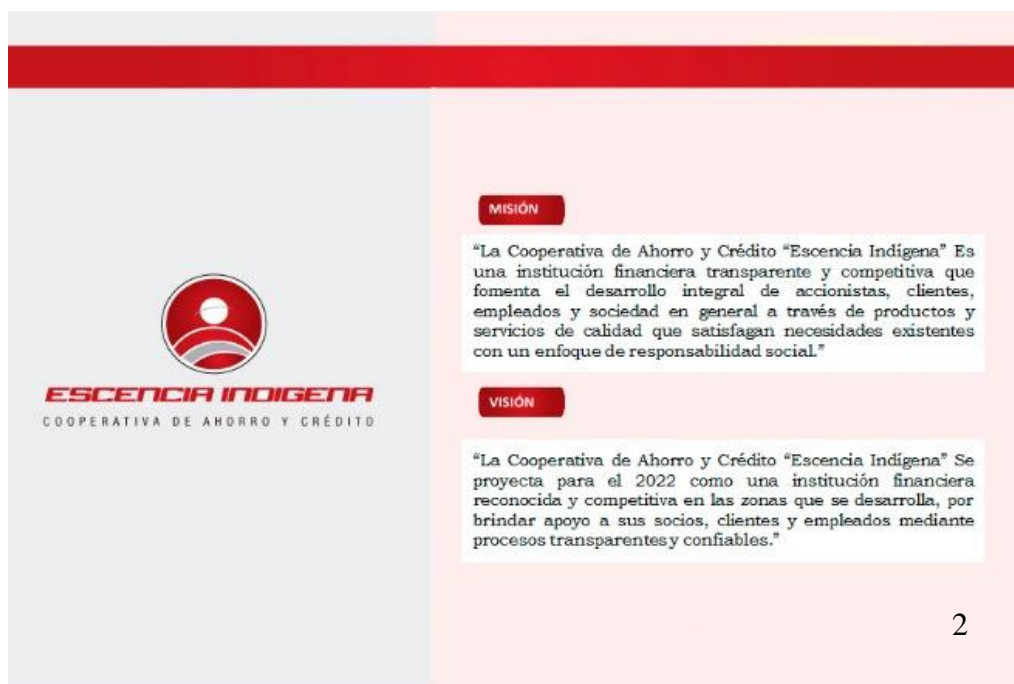 ESCENCIA INDIGENA
COOPERATIVA DE AHORRO Y CRÉDITO
MISIÓN
“La Cooperativa de Ahorro y Crédito “Escencia Indígena” Es
una institución financiera transparente y competitiva que
fomenta el desarrollo integral de accionistas, clientes,
empleados y sociedad en general a través de productos y
servicios de calidad que satisfagan necesidades existentes
con un enfoque de responsabilidad social.”
VISIÓN
“La Cooperativa de Ahorro y Crédito “Escencia Indígena” Se
proyecta para el 2022 como una institución financiera
reconocida y competitiva en las zonas que se desarrolla, por
brindar apoyo a sus socios, clientes y empleados mediante
procesos transparentes y confiables.”
2